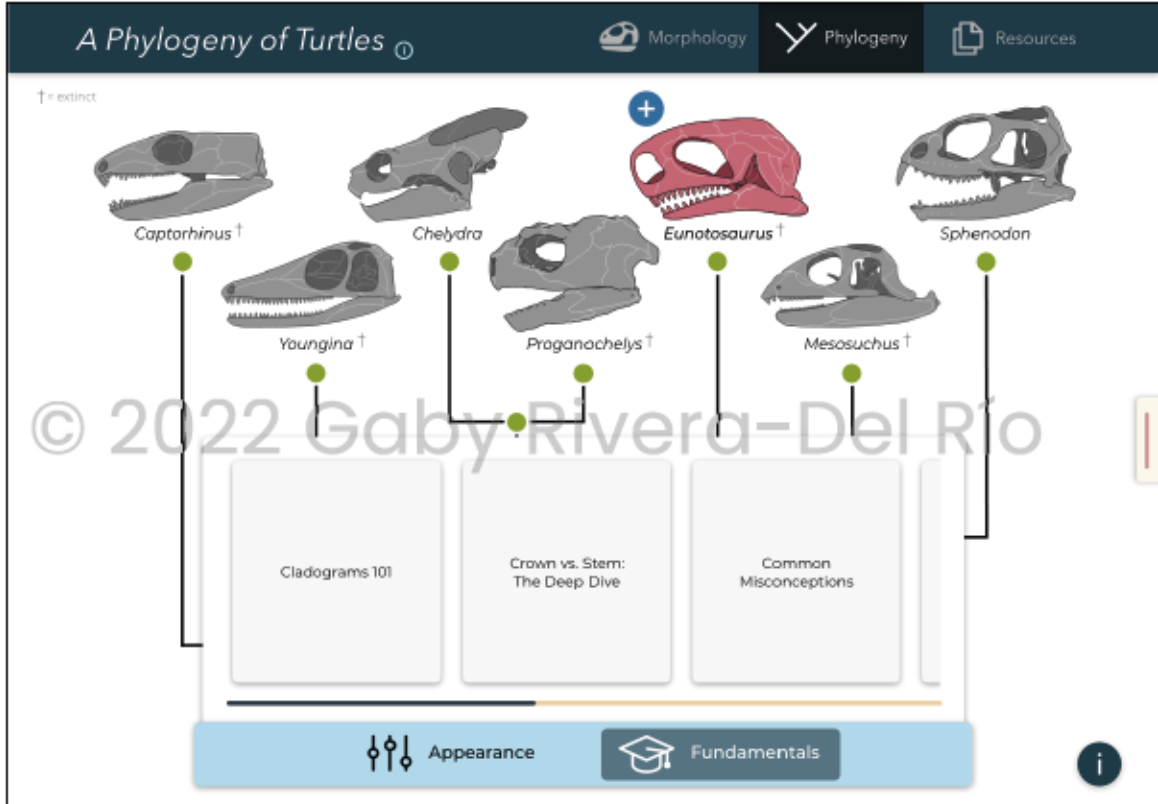 A Phylogeny of Turtles
Morphology
Phylogeny
Resources
† = extinct
Captorhinus †
Chelydra
Eunotosaurus †
Sphenodon
Youngina †
Proganochelys †
Mesosuchus †
© 2022 Gaby Rivera-Del Río
Cladograms 101
Crown vs. Stem:
The Deep Dive
Common
Misconceptions
Appearance
Fundamentals